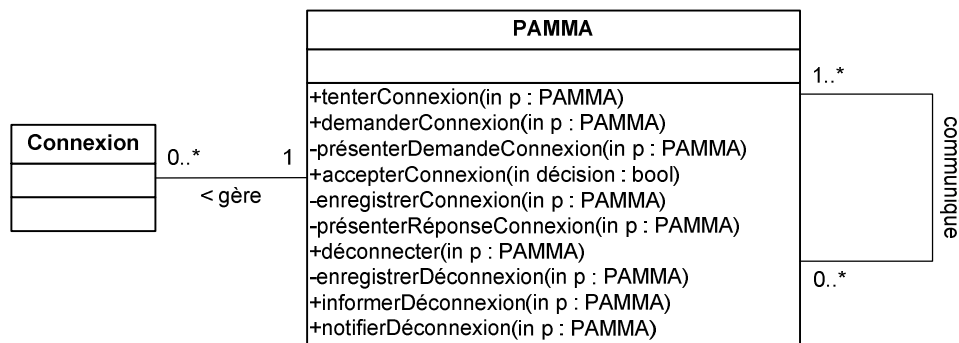 PAMMA
1..*
+tenterConnexion(in p : PAMMA)
+demanderConnexion(in p : PAMMA)
-présenterDemandeConnexion(in p : PAMMA)
+accepterConnexion(in décision : bool)
-enregistrerConnexion(in p : PAMMA)
-présenterRéponseConnexion(in p : PAMMA)
+déconnecter(in p : PAMMA)
-enregistrerDéconnexion(in p : PAMMA)
+informerDéconnexion(in p : PAMMA)
+notifierDéconnexion(in p : PAMMA)
Connexion
0..*
1
< gère
communique
0..*